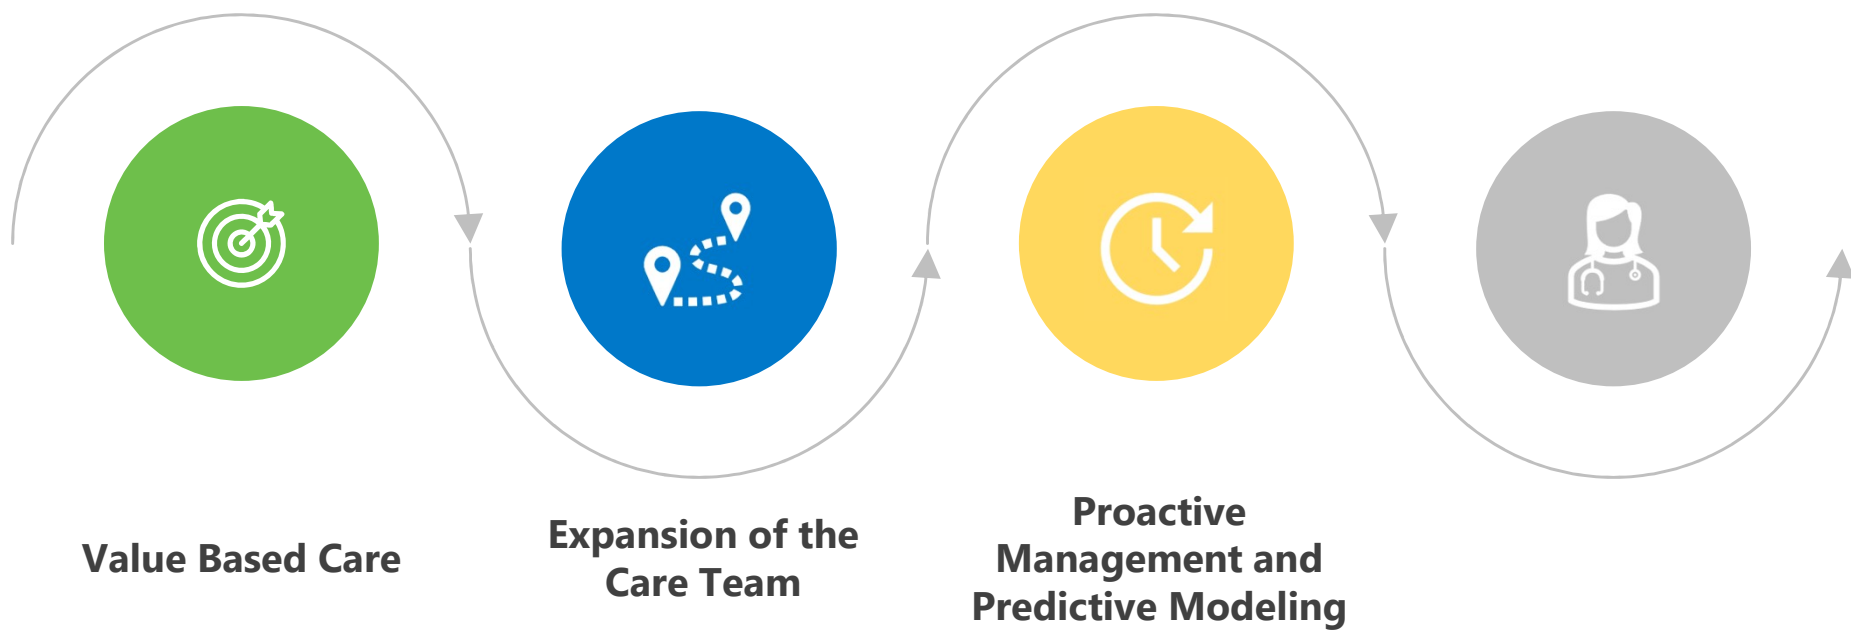 Value Based Care
Expansion of the
Care Team
Proactive
Management and
Predictive Modeling